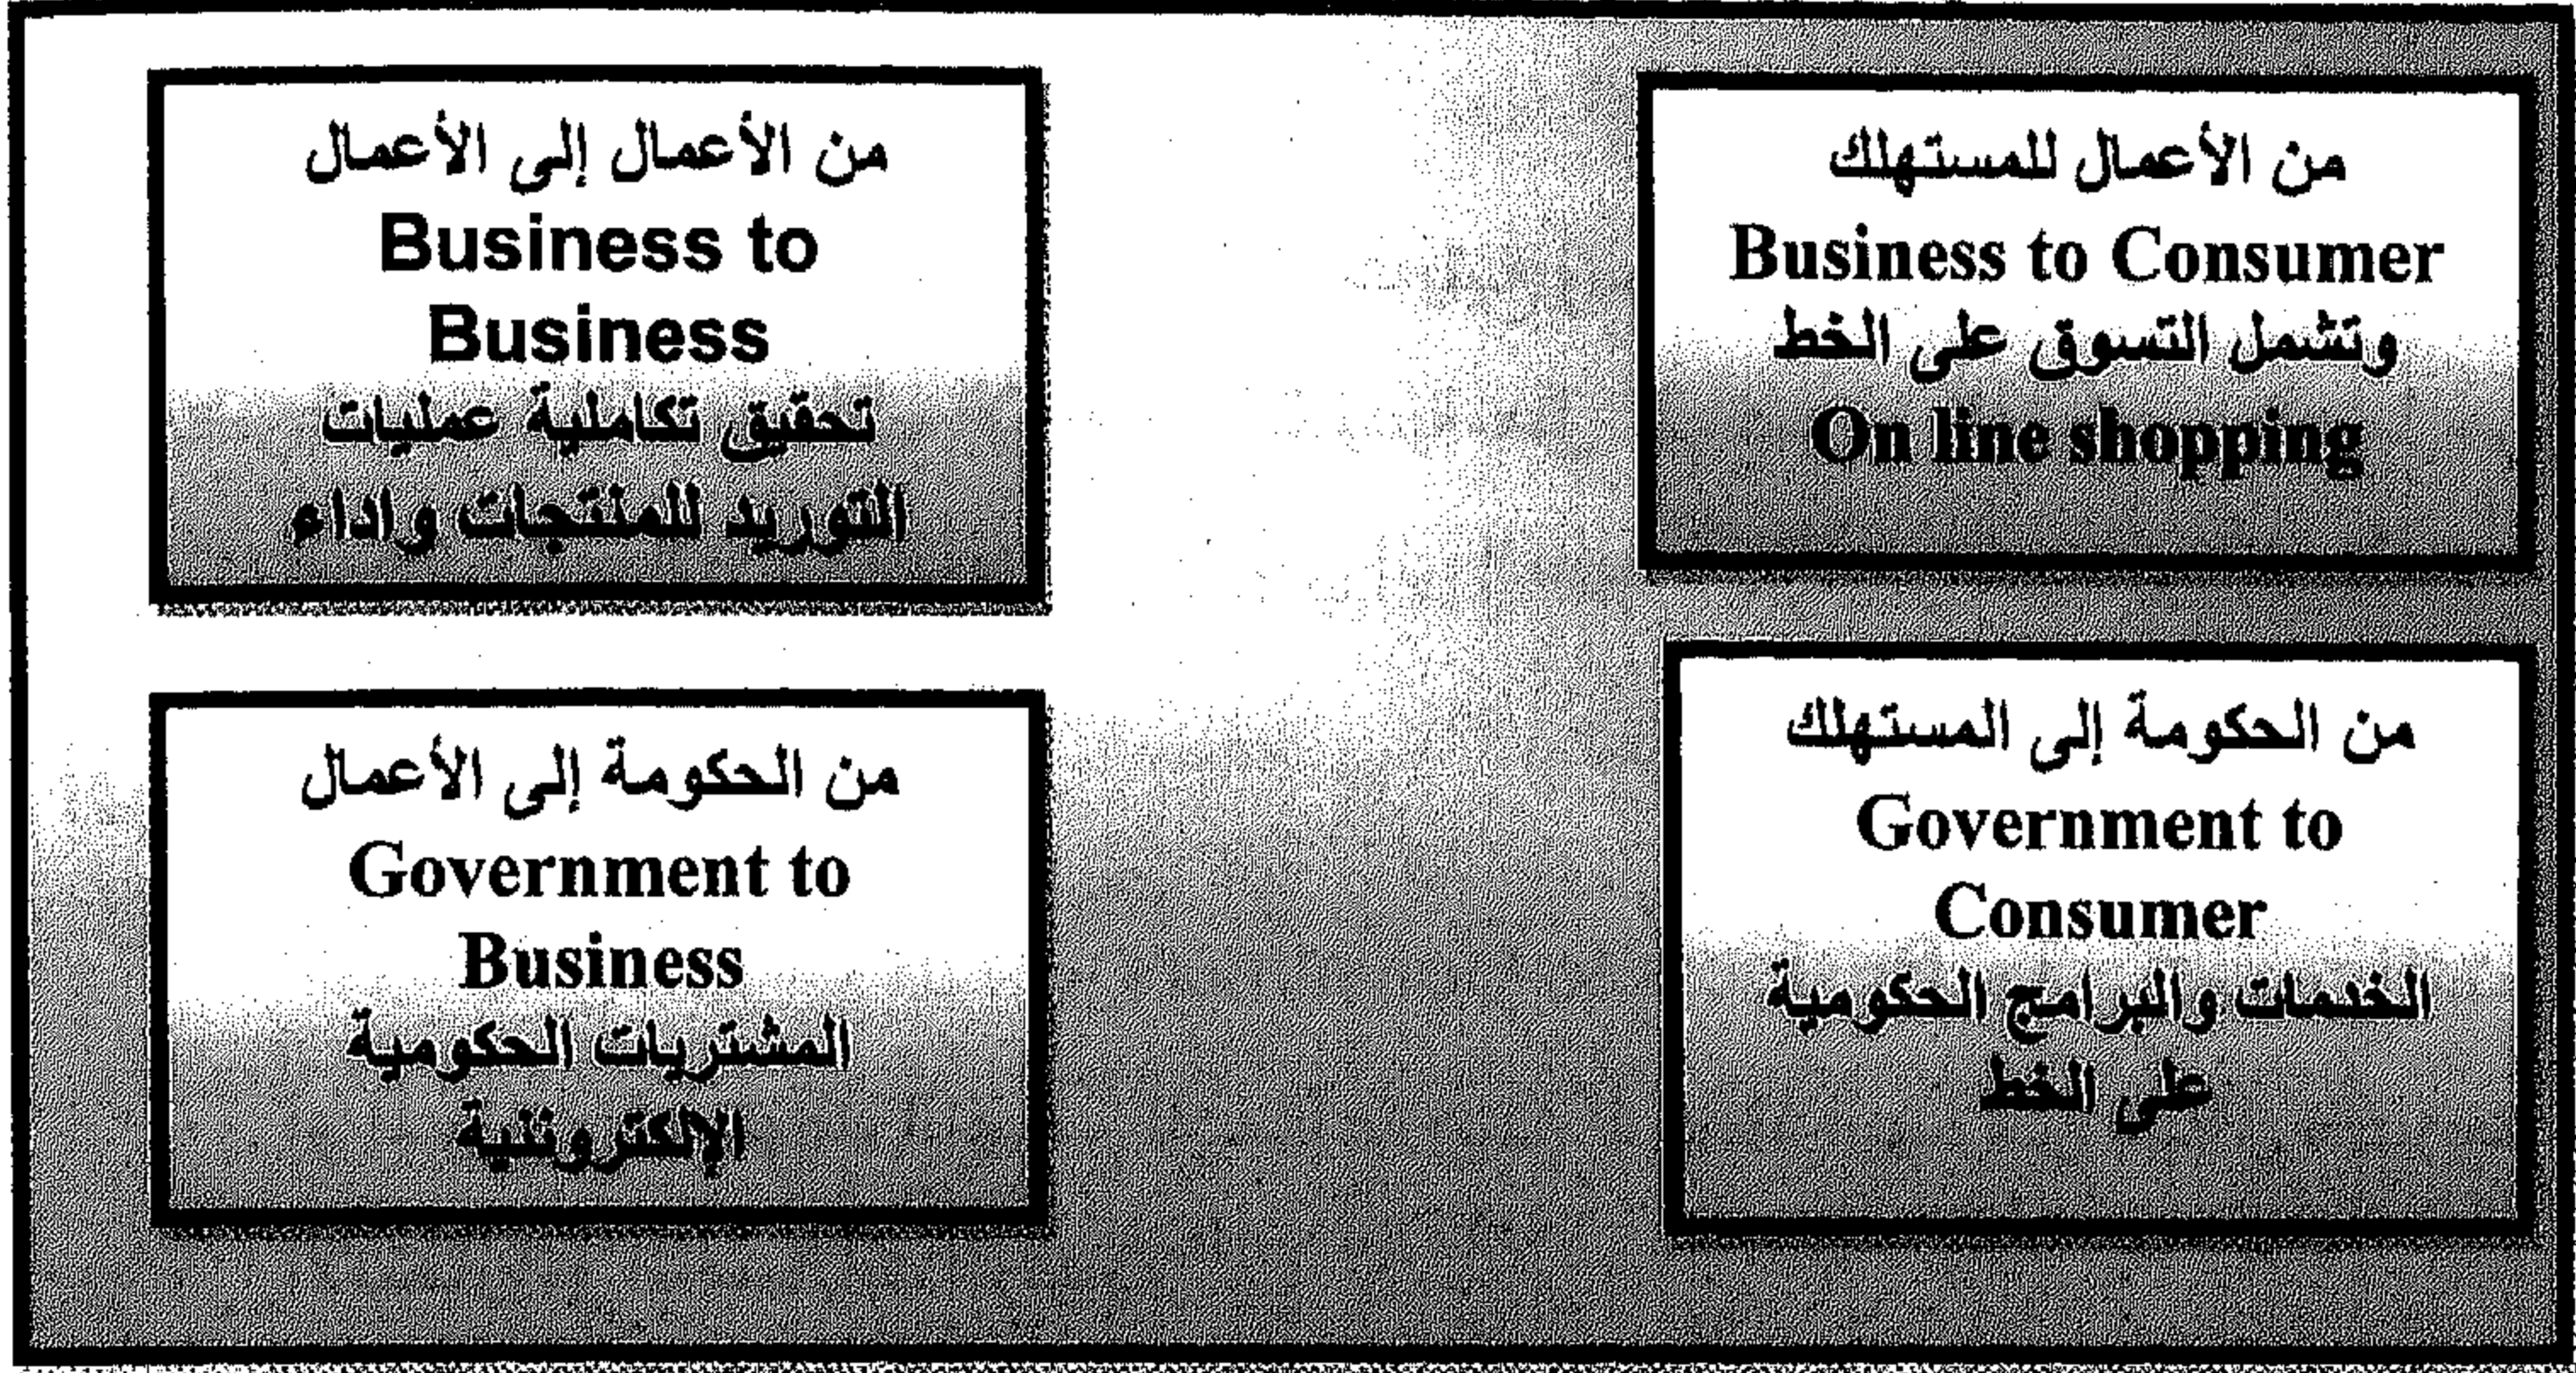 من الأعمال للمستهلك
Business to Consumer
وتشمل التسوق على الخط
On line shopping
من الأعمال إلى الأعمال
Business to
Business
تحقيق تكاملية عمليات
التوريد للمنتجات واداء
من الحكومة إلى المستهلك
Government to
Consumer
الخدمات والبرامج الحكومية
على الخط
من الحكومة إلى الأعمال
Government to
Business
المشتريات الحكومية
الإلكترونية